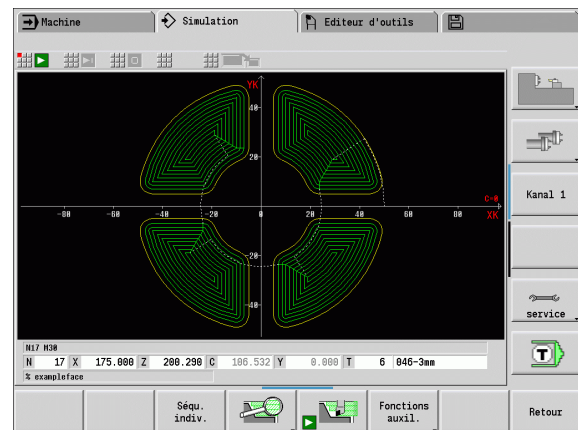 Machine Simulation Editeur d'outils
YK
40
20
C-0
Kanal 1
-80 -60 -40 -20 0 20 40 60 80 XK
-20
-40
service
N17 M30
N 17 X 175.000 Z 200.290 C 106.532 Y 0.000 T 6 046-3mm
% exampleface
T
Séqu. indiv. Fonctions auxil. Retour